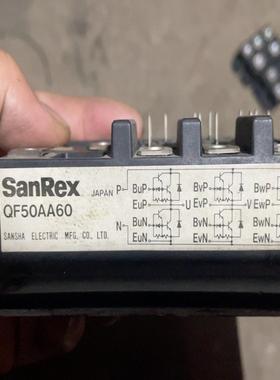 SanRex JAPAN
QF50AA60
SANSHA ELECTRIC MFG. CO., LTD.
P BuP BvP BwP
EuP U EvP V EwP
N BuN BvN BwN
EuN EvN EwN